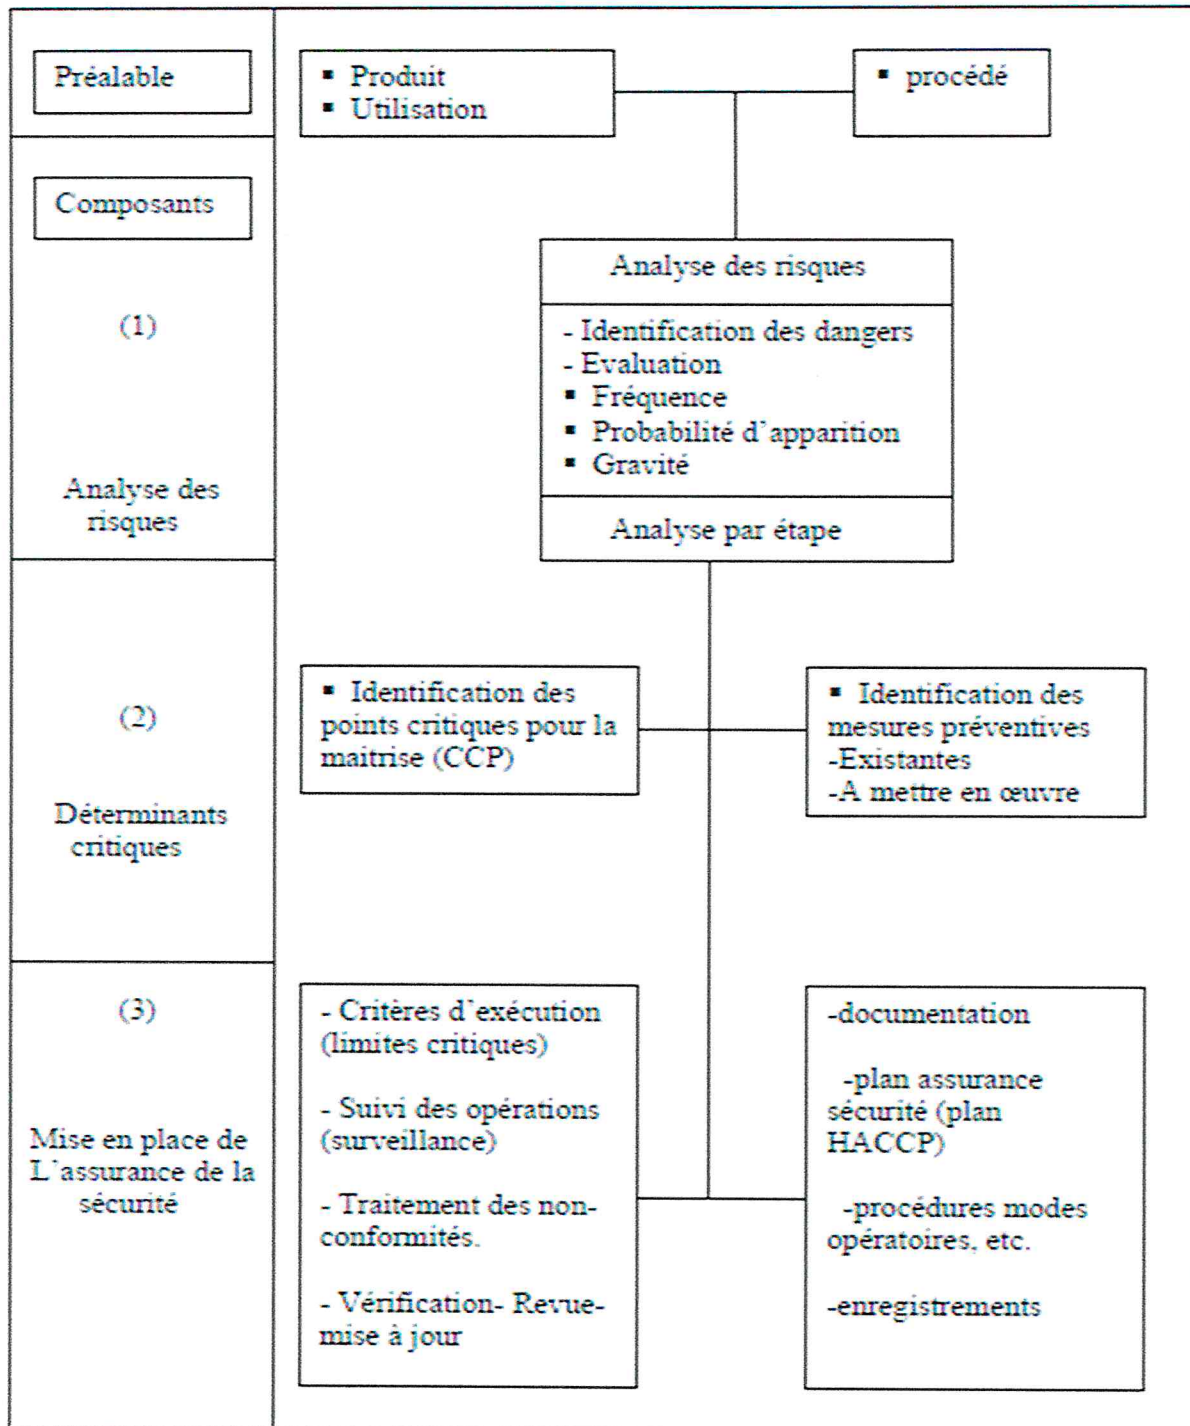 Préalable
▪ Produit
▪ Utilisation
▪ procédé
Composants
(1)
Analyse des
risques
Analyse des risques
- Identification des dangers
- Evaluation
▪ Fréquence
▪ Probabilité d'apparition
▪ Gravité
Analyse par étape
(2)
Déterminants
critiques
▪ Identification des
points critiques pour la
maitrise (CCP)
▪ Identification des
mesures préventives
-Existantes
-A mettre en œuvre
(3)
Mise en place de
L'assurance de la
sécurité
- Critères d'exécution
(limites critiques)
- Suivi des opérations
(surveillance)
- Traitement des non-
conformités.
- Vérification- Revue-
mise à jour
-documentation
-plan assurance
sécurité (plan
HACCP)
-procédures modes
opératoires, etc.
-enregistrements